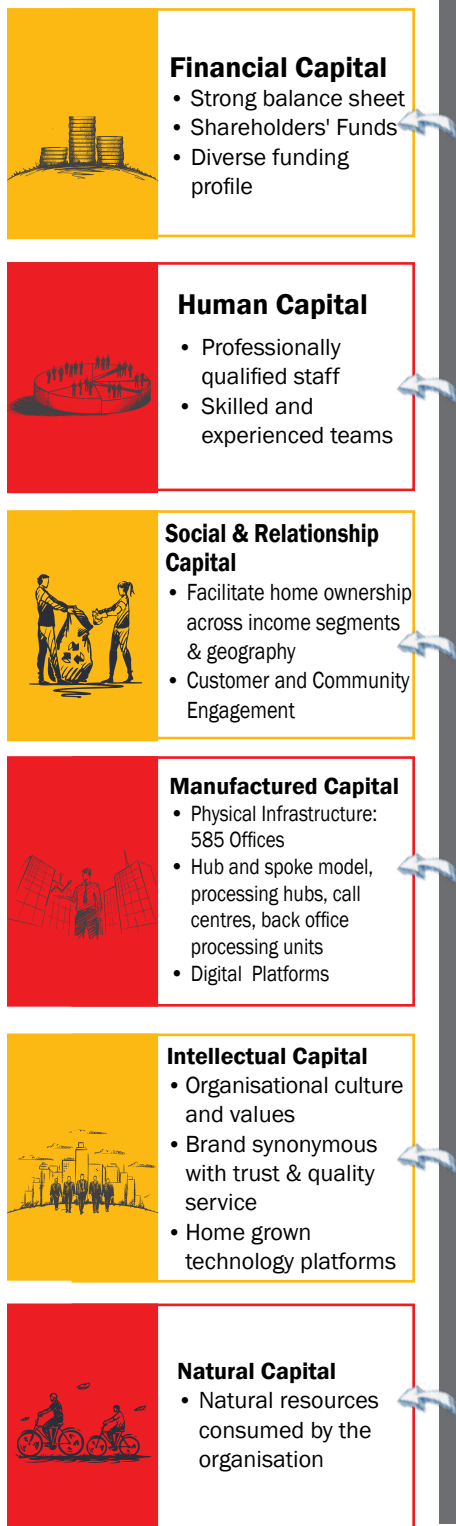 Financial Capital
• Strong balance sheet
• Shareholders' Funds
• Diverse funding
profile
Human Capital
• Professionally
qualified staff
• Skilled and
experienced teams
Social & Relationship
Capital
• Facilitate home ownership
across income segments
& geography
• Customer and Community
Engagement
Manufactured Capital
• Physical Infrastructure:
585 Offices
• Hub and spoke model,
processing hubs, call
centres, back office
processing units
• Digital Platforms
Intellectual Capital
• Organisational culture
and values
• Brand synonymous
with trust & quality
service
• Home grown
technology platforms
Natural Capital
• Natural resources
consumed by the
organisation